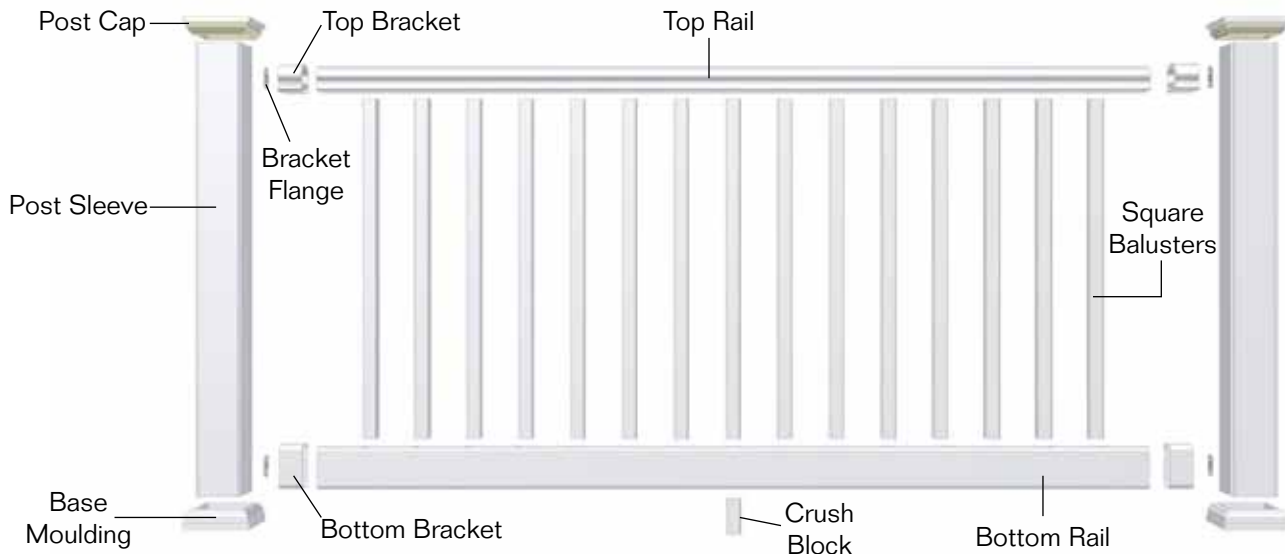 Post Cap
Top Bracket
Top Rail
Bracket
Flange
Post Sleeve
Square
Balusters
Base
Moulding
Bottom Bracket
Crush
Block
Bottom Rail